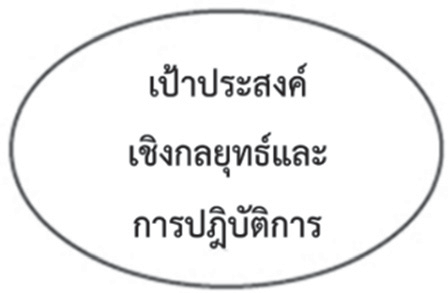 เป้าประสงค์
เชิงกลยุทธ์และ
การปฎิบัติการ